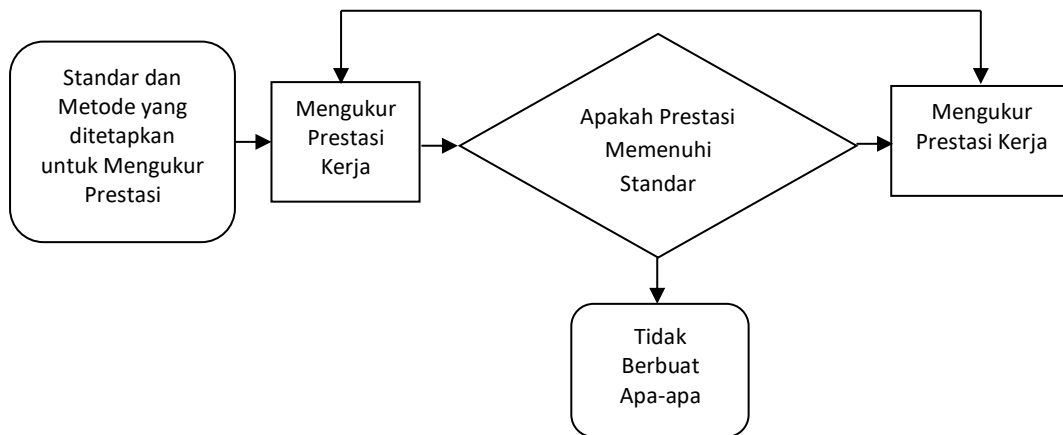 Standar dan
Metode yang
ditetapkan
untuk Mengukur
Prestasi
Mengukur
Prestasi
Kerja
Apakah Prestasi
Memenuhi
Standar
Mengukur
Prestasi Kerja
Tidak
Berbuat
Apa-apa